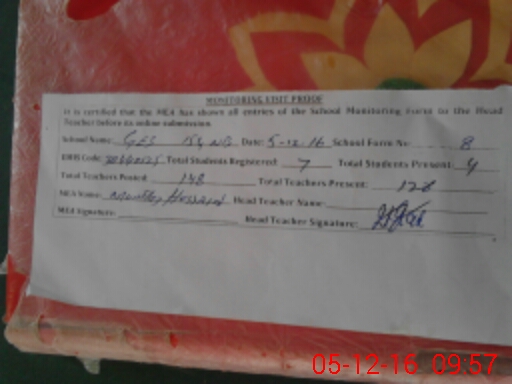 MONITORING VISIT PROOF
It is certified that the MEA has shown all entries of the School Monitoring Form to the Head
Teacher before its online submission.
School Name: GES Date: 5-12-16 School Form No 8
EMIS Code: Total Students Registered: 7 Total Students Present: 4
Total Teachers Posted: 148 Total Teachers Present: 128
MEA Name: Head Teacher Name:
MEA Signature: Head Teacher Signature:
05-12-16 09:57